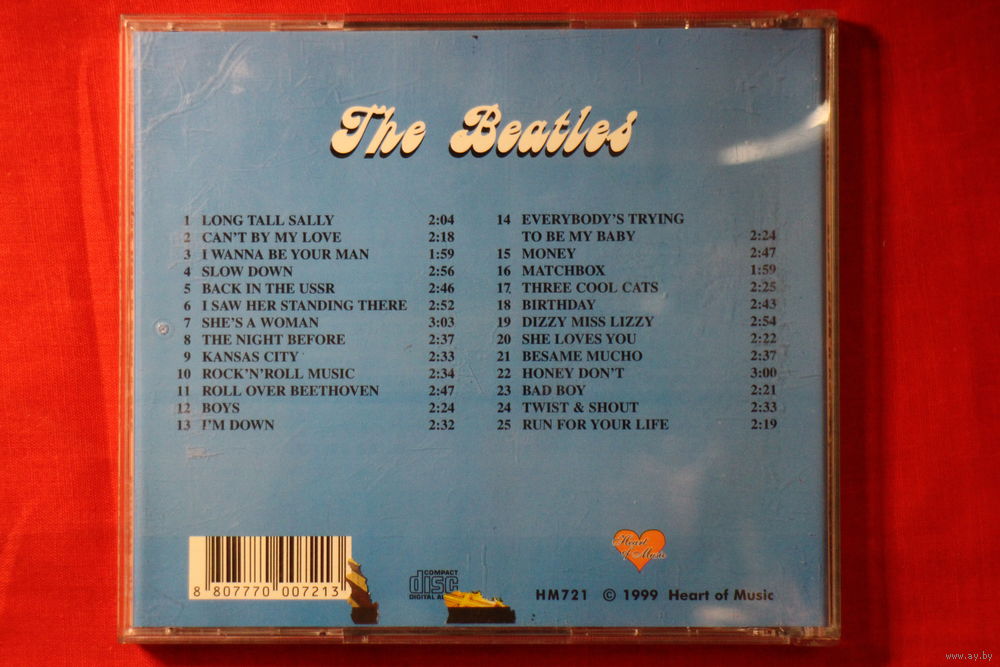 The Beatles
1 LONG TALL SALLY 2:04
2 CAN'T BY MY LOVE 2:18
3 I WANNA BE YOUR MAN 1:59
4 SLOW DOWN 2:56
5 BACK IN THE USSR 2:46
6 I SAW HER STANDING THERE 2:52
7 SHE'S A WOMAN 3:03
8 THE NIGHT BEFORE 2:37
9 KANSAS CITY 2:33
10 ROCK'N'ROLL MUSIC 2:34
11 ROLL OVER BEETHOVEN 2:47
12 BOYS 2:24
13 I'M DOWN 2:32
14 EVERYBODY'S TRYING
TO BE MY BABY 2:24
15 MONEY 2:47
16 MATCHBOX 1:59
17 THREE COOL CATS 2:25
18 BIRTHDAY 2:43
19 DIZZY MISS LIZZY 2:54
20 SHE LOVES YOU 2:22
21 BESAME MUCHO 2:37
22 HONEY DON'T 3:00
23 BAD BOY 2:21
24 TWIST & SHOUT 2:33
25 RUN FOR YOUR LIFE 2:19
8 807770 007213
COMPACT
disc
DIGITAL
Heart
of Music
HM721 © 1999 Heart of Music
www.ay.by